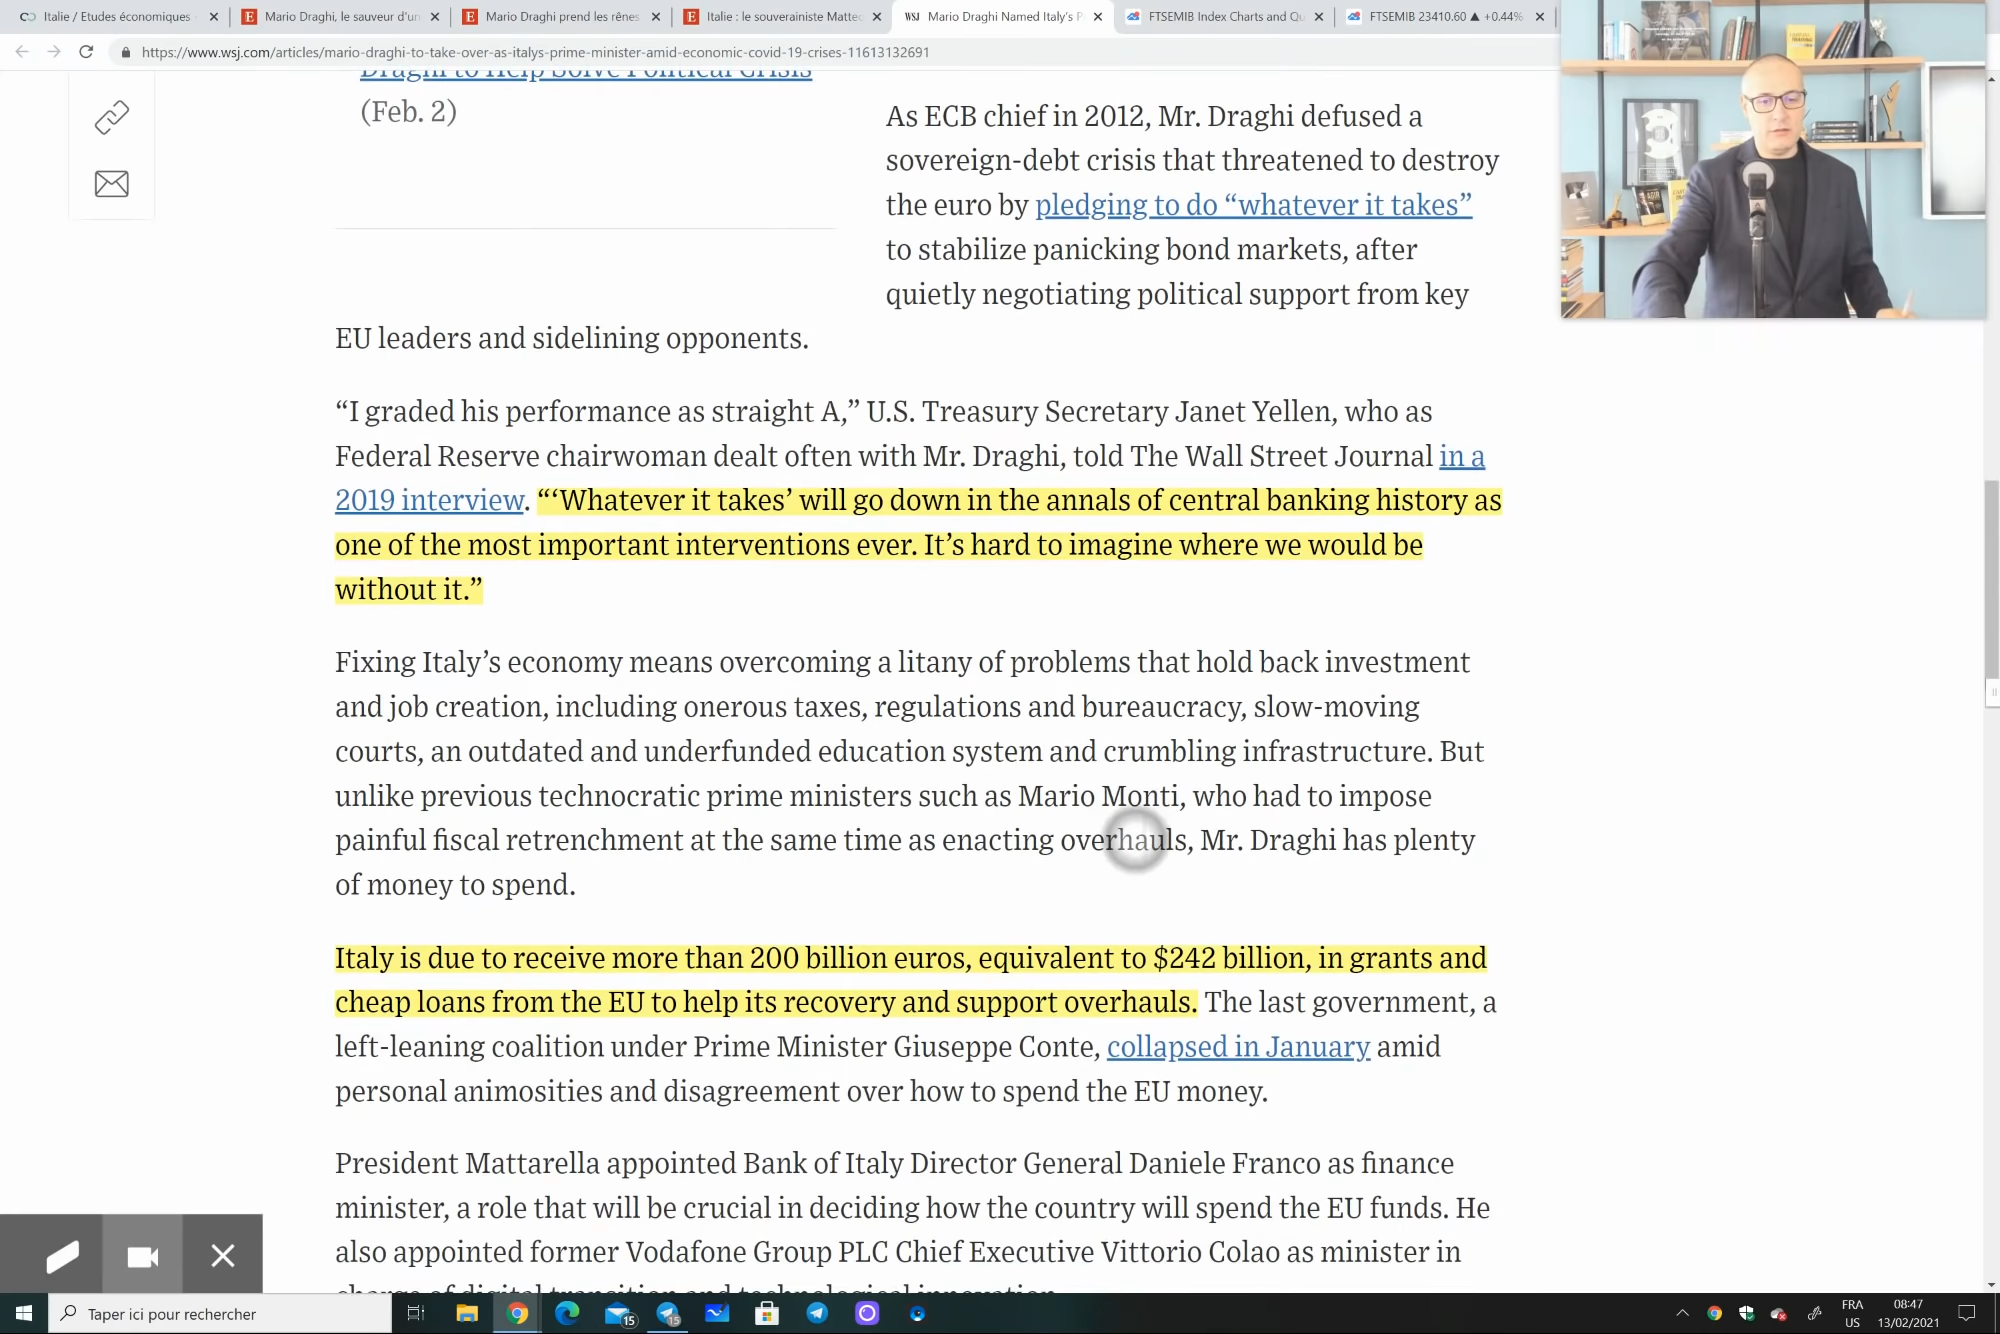 Italie / Etudes économiques
Mario Draghi, le sauveur d'un
Mario Draghi prend les rênes
Italie : le souverainiste Matteo
WSJ Mario Draghi Named Italy's P
FTSEMIB Index Charts and Qu
FTSEMIB 23410.60 ▲ +0.44%
https://www.wsj.com/articles/mario-draghi-to-take-over-as-italys-prime-minister-amid-economic-covid-19-crises-11613132691
Draghi to Help Solve Political Crisis
(Feb. 2)
As ECB chief in 2012, Mr. Draghi defused a
sovereign-debt crisis that threatened to destroy
the euro by pledging to do “whatever it takes”
to stabilize panicking bond markets, after
quietly negotiating political support from key
EU leaders and sidelining opponents.
“I graded his performance as straight A,” U.S. Treasury Secretary Janet Yellen, who as
Federal Reserve chairwoman dealt often with Mr. Draghi, told The Wall Street Journal in a
2019 interview. “‘Whatever it takes’ will go down in the annals of central banking history as
one of the most important interventions ever. It’s hard to imagine where we would be
without it.”
Fixing Italy’s economy means overcoming a litany of problems that hold back investment
and job creation, including onerous taxes, regulations and bureaucracy, slow-moving
courts, an outdated and underfunded education system and crumbling infrastructure. But
unlike previous technocratic prime ministers such as Mario Monti, who had to impose
painful fiscal retrenchment at the same time as enacting overhauls, Mr. Draghi has plenty
of money to spend.
Italy is due to receive more than 200 billion euros, equivalent to $242 billion, in grants and
cheap loans from the EU to help its recovery and support overhauls. The last government, a
left-leaning coalition under Prime Minister Giuseppe Conte, collapsed in January amid
personal animosities and disagreement over how to spend the EU money.
President Mattarella appointed Bank of Italy Director General Daniele Franco as finance
minister, a role that will be crucial in deciding how the country will spend the EU funds. He
also appointed former Vodafone Group PLC Chief Executive Vittorio Colao as minister in
charge of digital transition and technological innovation.
Taper ici pour rechercher
15
15
FRA
US
08:47
13/02/2021